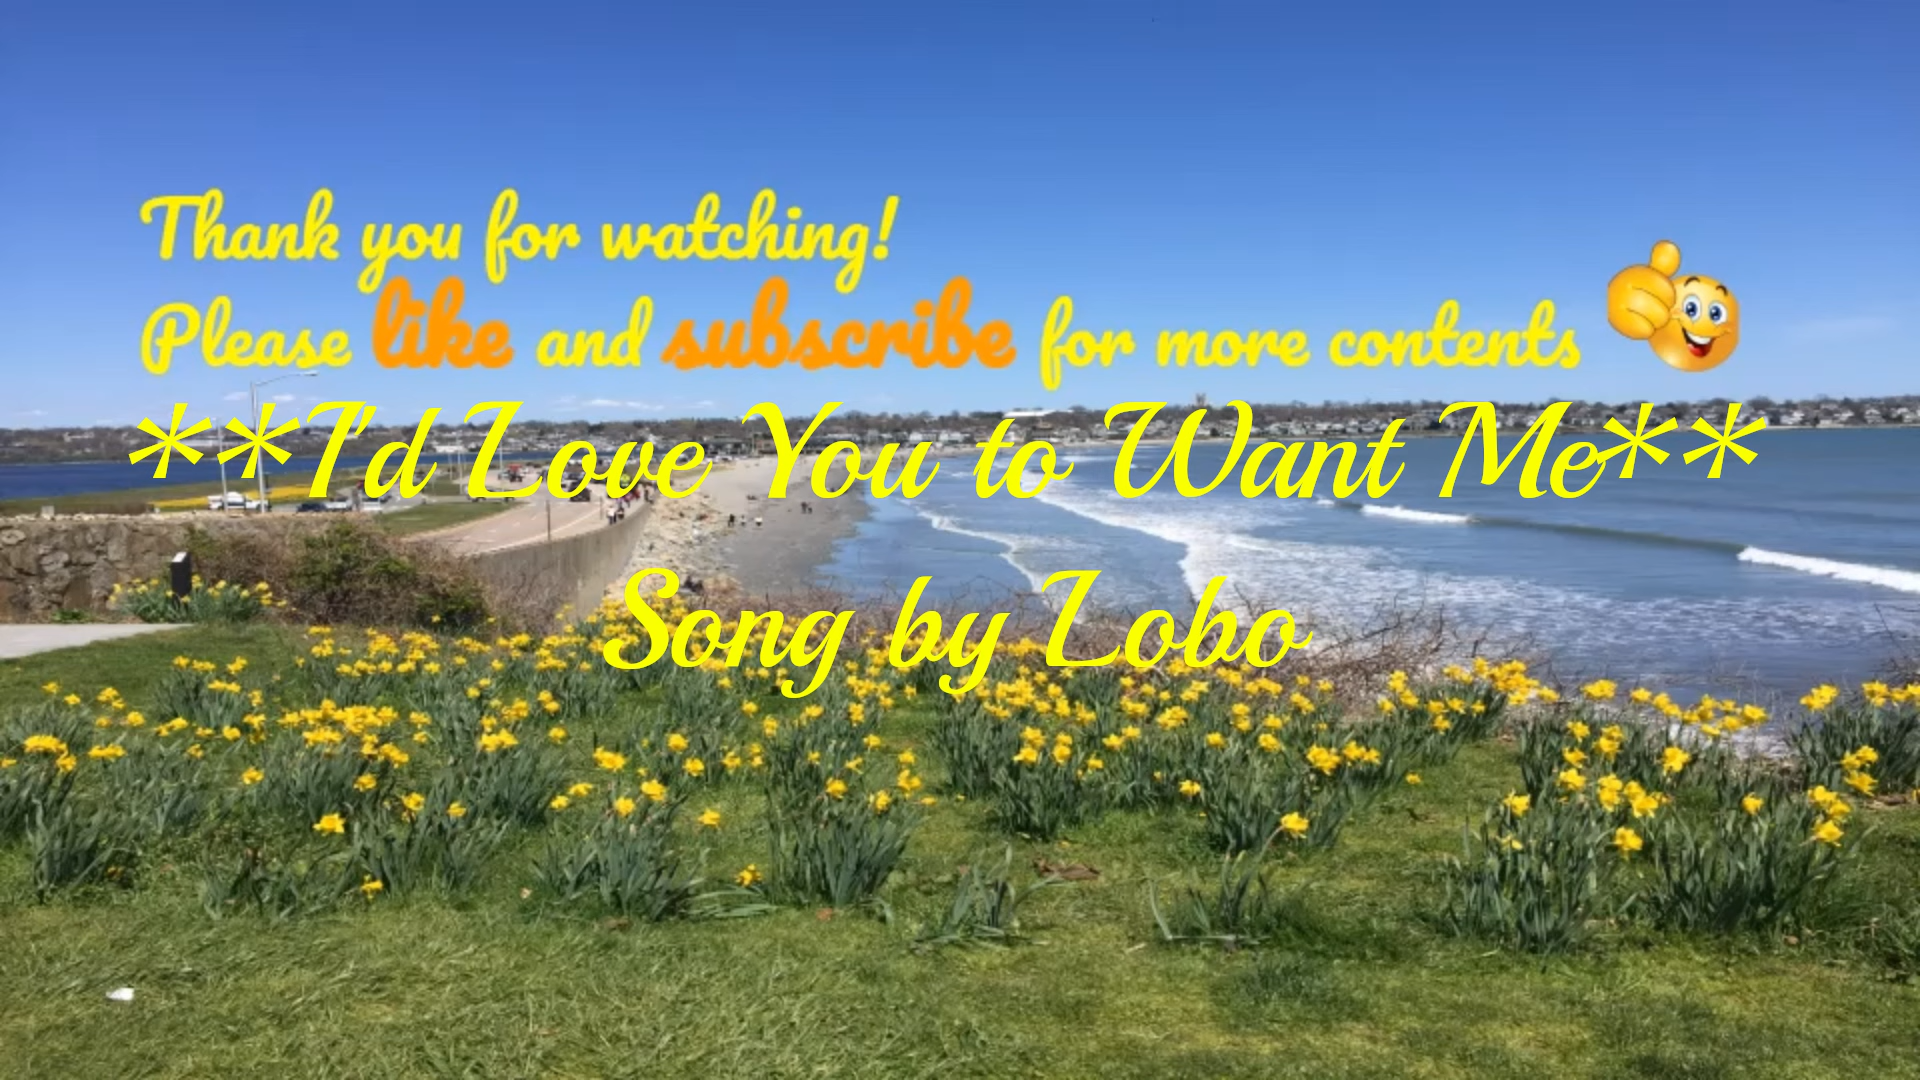 Thank you for watching!
Please like and subscribe for more contents
**I'd Love You to Want Me**
Song by Lobo